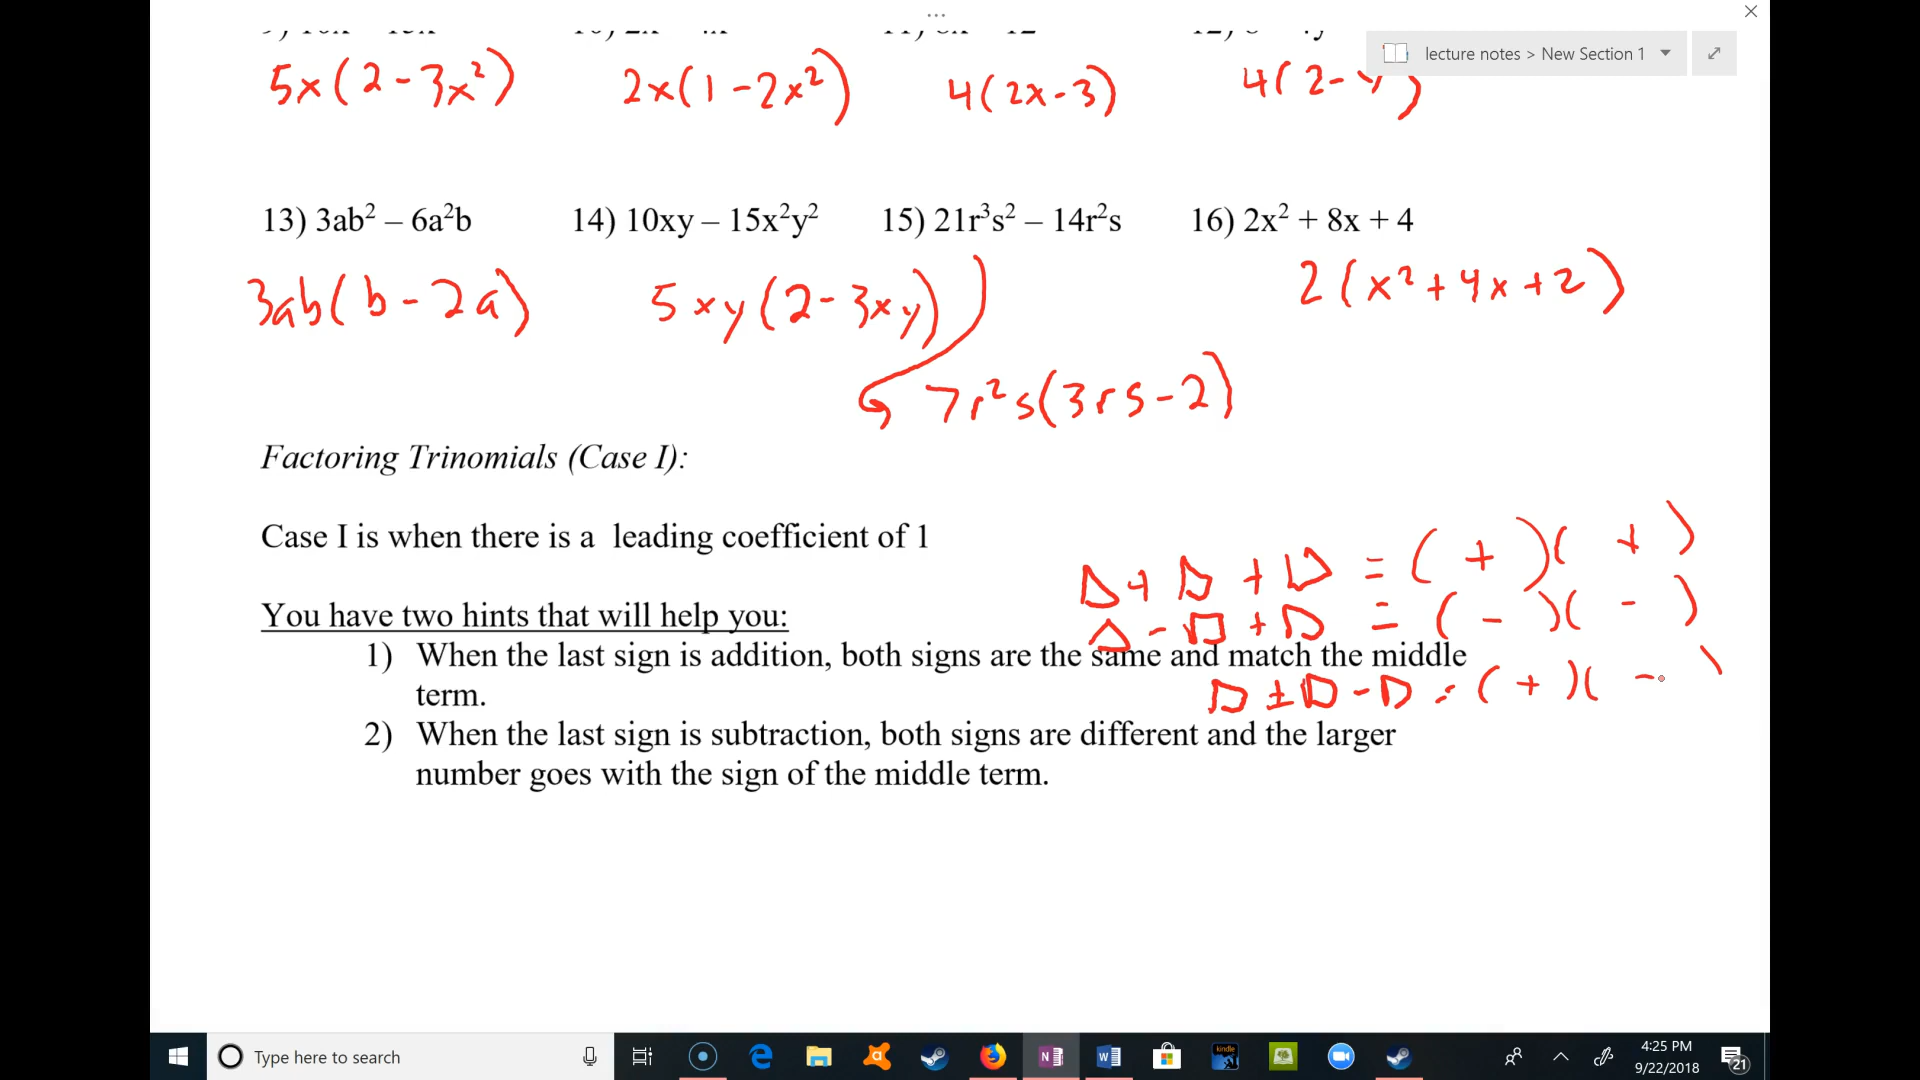 lecture notes > New Section 1
5x(2-3x²) 2x(1-2x²) 4(2x-3) 4(2-y)
13) 3ab² – 6a²b 14) 10xy – 15x²y² 15) 21r³s² – 14r²s 16) 2x² + 8x + 4
3ab(b-2a) 5xy(2-3xy) 2(x²+4x+2)
7r²s(3rs-2)
Factoring Trinomials (Case I):
Case I is when there is a leading coefficient of 1
Δ+Δ+Δ = ( + )( + )
Δ-Δ+Δ = ( - )( - )
You have two hints that will help you:
1) When the last sign is addition, both signs are the same and match the middle
term.
Δ±Δ-Δ = ( + )( - )
2) When the last sign is subtraction, both signs are different and the larger
number goes with the sign of the middle term.
Type here to search
kindle
4:25 PM
9/22/2018
21